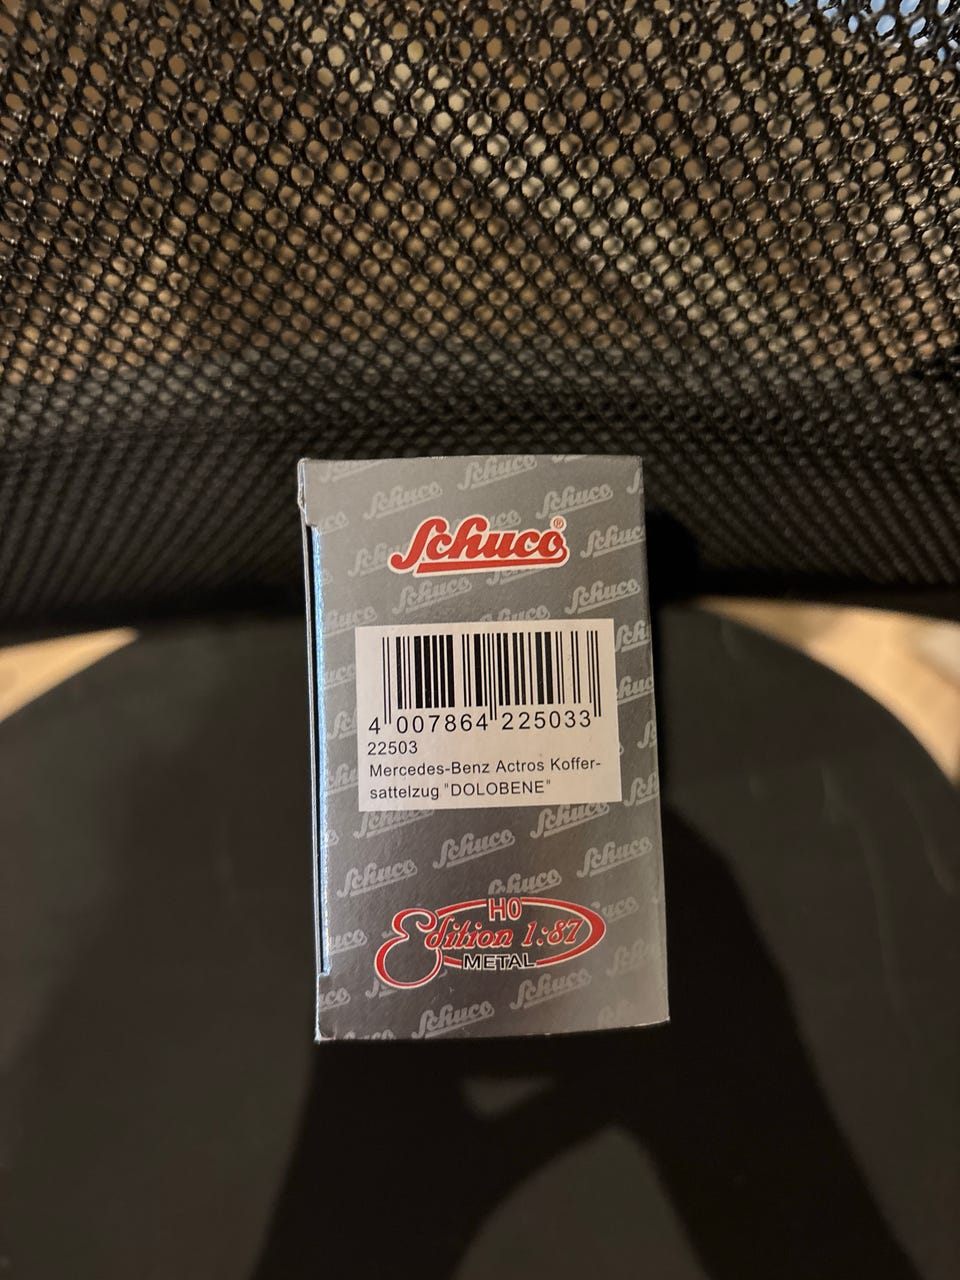 Schuco®
4 007864 225033
22503
Mercedes-Benz Actros Koffer-
sattelzug "DOLOBENE"
H0
Edition 1:87
METAL